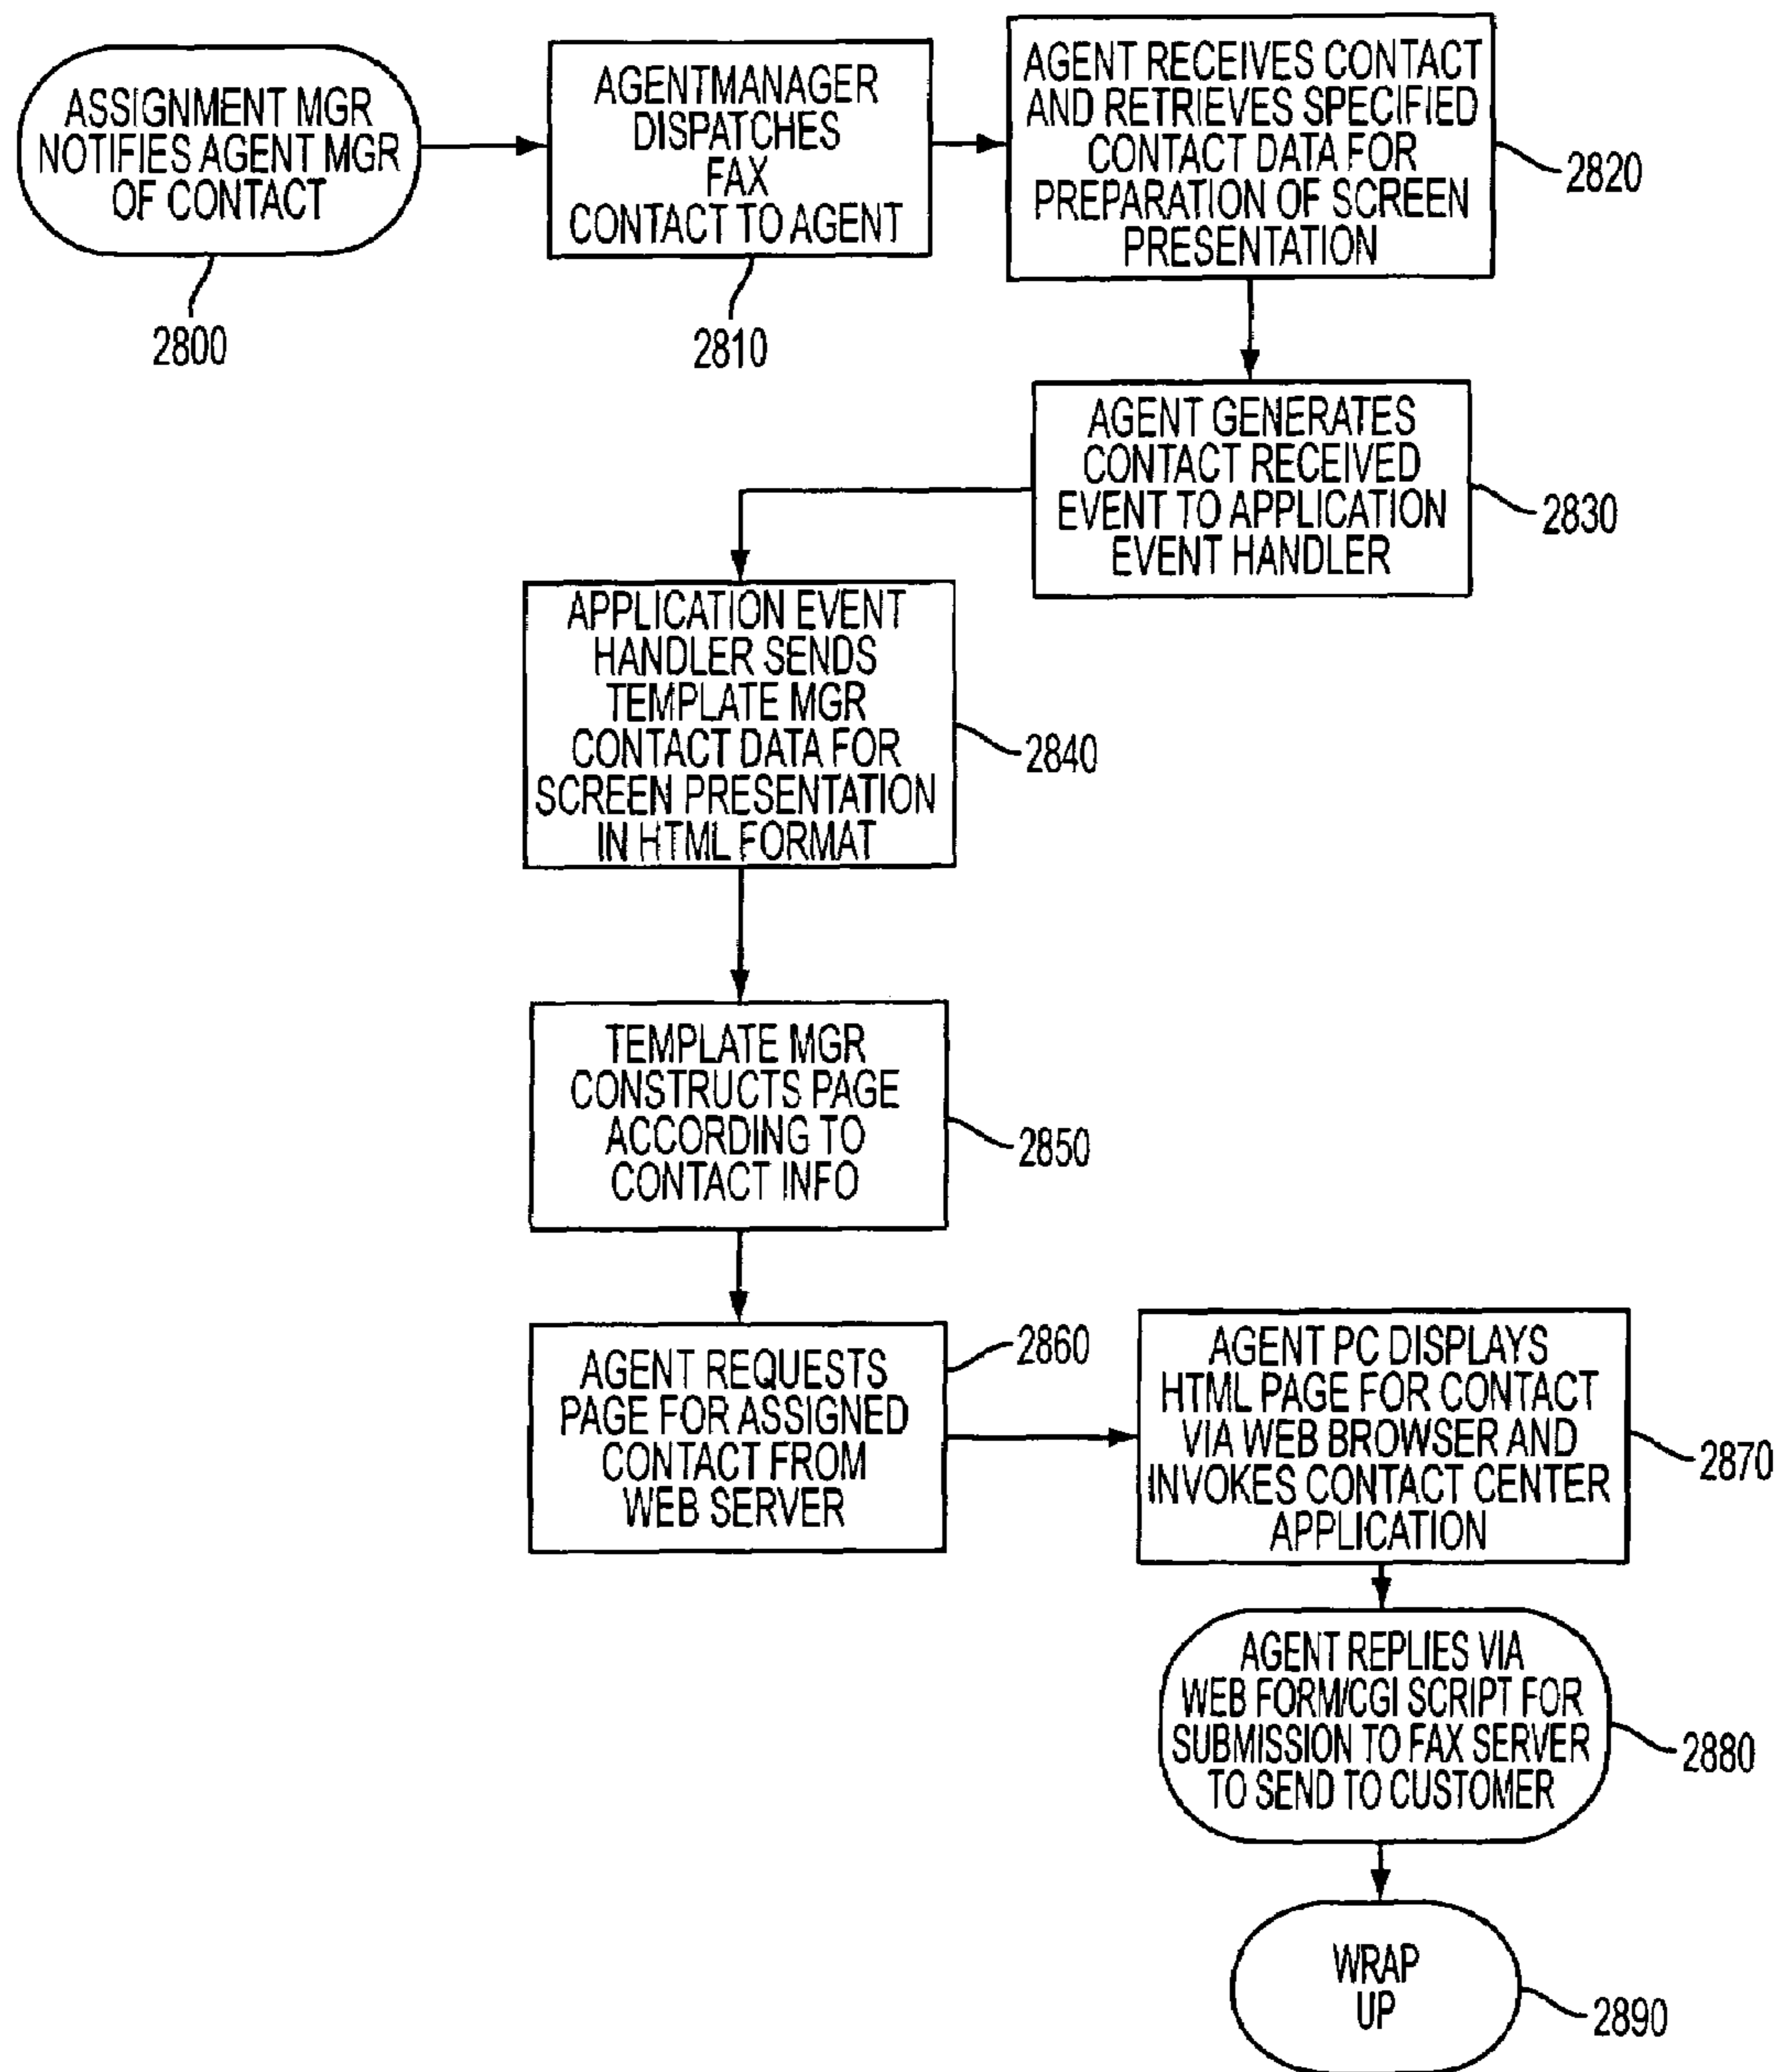 ASSIGNMENT MGR
NOTIFIES AGENT MGR
OF CONTACT
2800
AGENTMANAGER
DISPATCHES
FAX
CONTACT TO AGENT
2810
AGENT RECEIVES CONTACT
AND RETRIEVES SPECIFIED
CONTACT DATA FOR
PREPARATION OF SCREEN
PRESENTATION
2820
AGENT GENERATES
CONTACT RECEIVED
EVENT TO APPLICATION
EVENT HANDLER
2830
APPLICATION EVENT
HANDLER SENDS
TEMPLATE MGR
CONTACT DATA FOR
SCREEN PRESENTATION
IN HTML FORMAT
2840
TEMPLATE MGR
CONSTRUCTS PAGE
ACCORDING TO
CONTACT INFO
2850
AGENT REQUESTS
PAGE FOR ASSIGNED
CONTACT FROM
WEB SERVER
2860
AGENT PC DISPLAYS
HTML PAGE FOR CONTACT
VIA WEB BROWSER AND
INVOKES CONTACT CENTER
APPLICATION
2870
AGENT REPLIES VIA
WEB FORM/CGI SCRIPT FOR
SUBMISSION TO FAX SERVER
TO SEND TO CUSTOMER
2880
WRAP
UP
2890